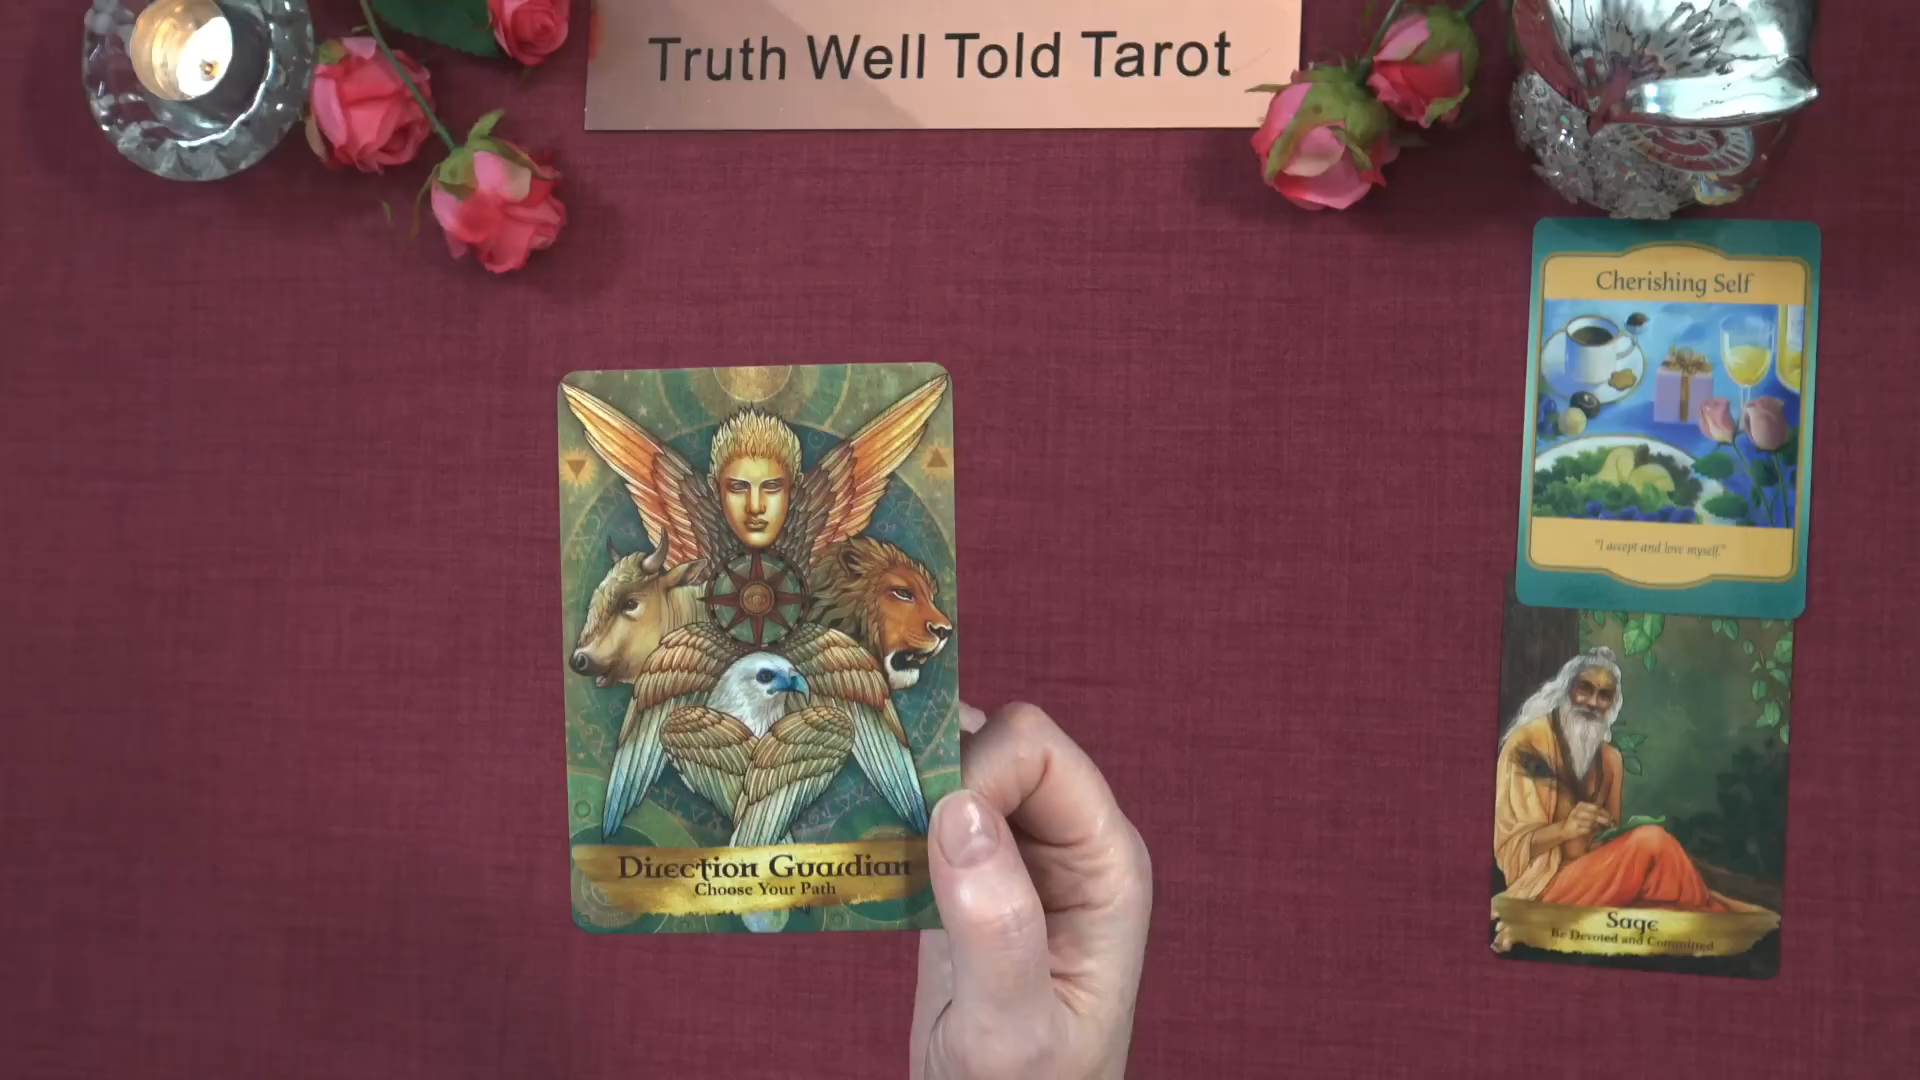 Truth Well Told Tarot
Cherishing Self
"I accept and love myself."
Direction Guardian
Choose Your Path
Sage
Be Devoted and Committed